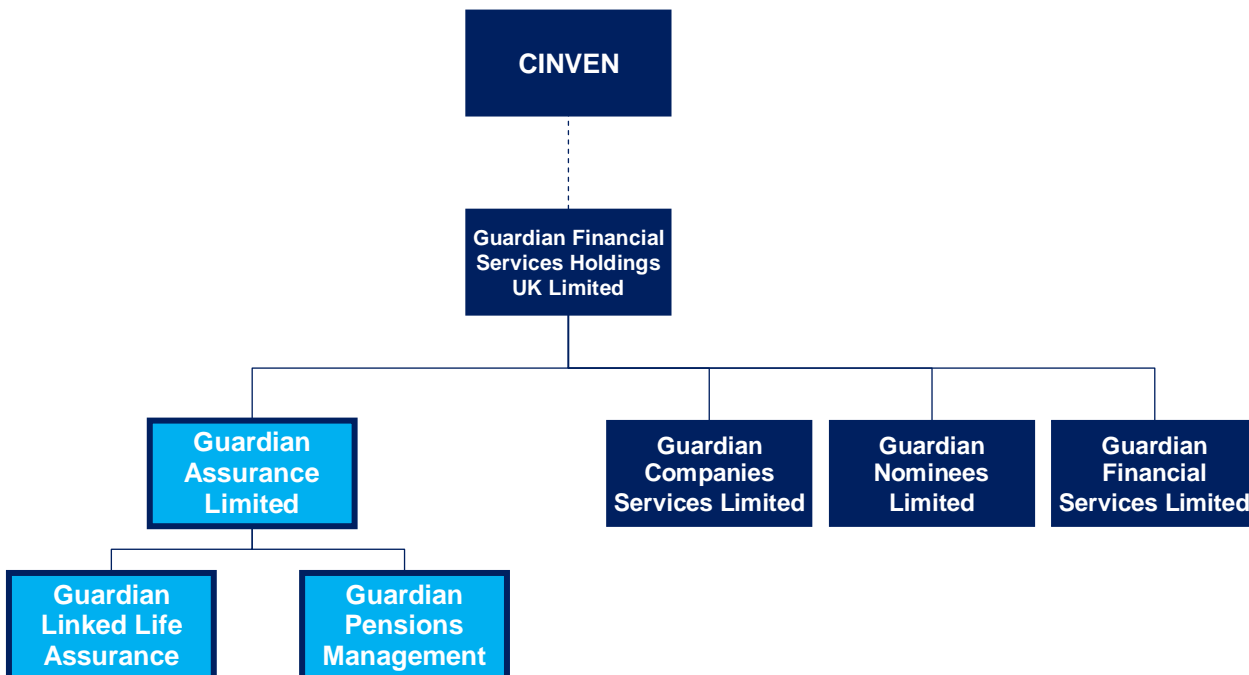 CINVEN
Guardian Financial
Services Holdings
UK Limited
Guardian
Assurance
Limited
Guardian
Companies
Services Limited
Guardian
Nominees
Limited
Guardian
Financial
Services Limited
Guardian
Linked Life
Assurance
Guardian
Pensions
Management